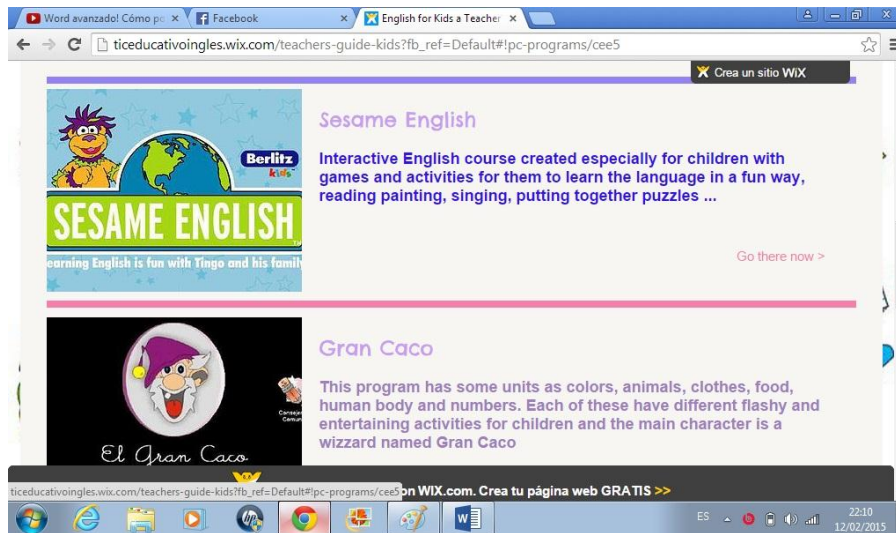 Word avanzado! Cómo po
Facebook
English for Kids a Teacher
ticeducativoingles.wix.com/teachers-guide-kids?fb_ref=Default#!pc-programs/cee5
Crea un sitio WiX
Berlitz
kids
SESAME ENGLISH
earning English is fun with Tingo and his famil
Sesame English
Interactive English course created especially for children with
games and activities for them to learn the language in a fun way,
reading painting, singing, putting together puzzles ...
Go there now >
El Gran Caco
Gran Caco
This program has some units as colors, animals, clothes, food,
human body and numbers. Each of these have different flashy and
entertaining activities for children and the main character is a
wizzard named Gran Caco
ticeducativoingles.wix.com/teachers-guide-kids?fb_ref=Default#!pc-programs/cee5
on WIX.com. Crea tu página web GRATIS >>
hp
W
ES
22:10
12/02/2015